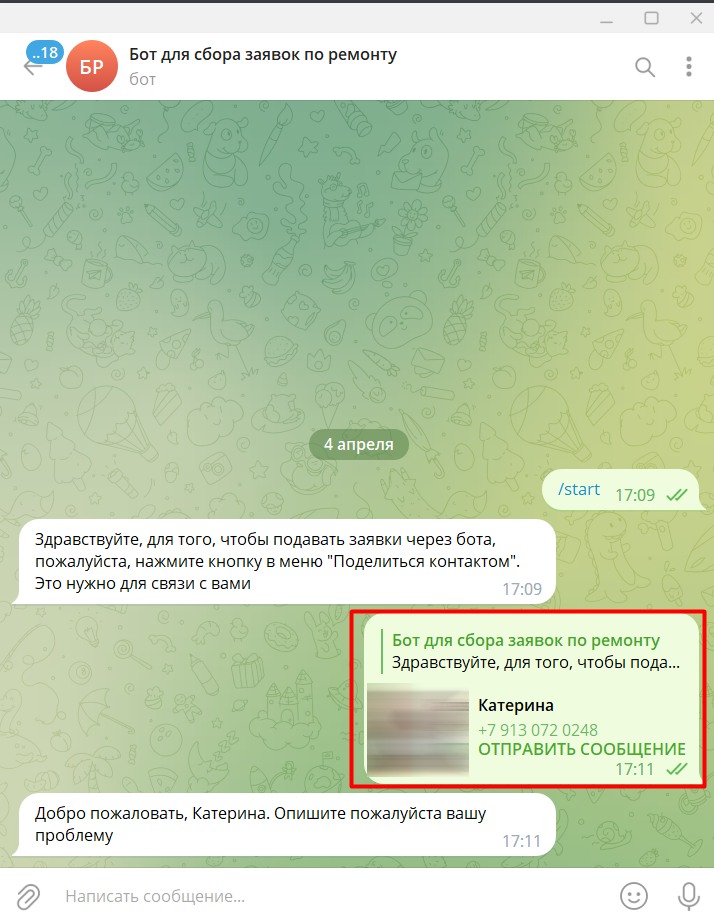 ..18
БР
Бот для сбора заявок по ремонту
бот
4 апреля
/start 17:09
Здравствуйте, для того, чтобы подавать заявки через бота,
пожалуйста, нажмите кнопку в меню "Поделиться контактом".
Это нужно для связи с вами
17:09
Бот для сбора заявок по ремонту
Здравствуйте, для того, чтобы пода...
Катерина
+7 913 072 0248
ОТПРАВИТЬ СООБЩЕНИЕ
17:11
Добро пожаловать, Катерина. Опишите пожалуйста вашу
проблему
17:11
Написать сообщение...